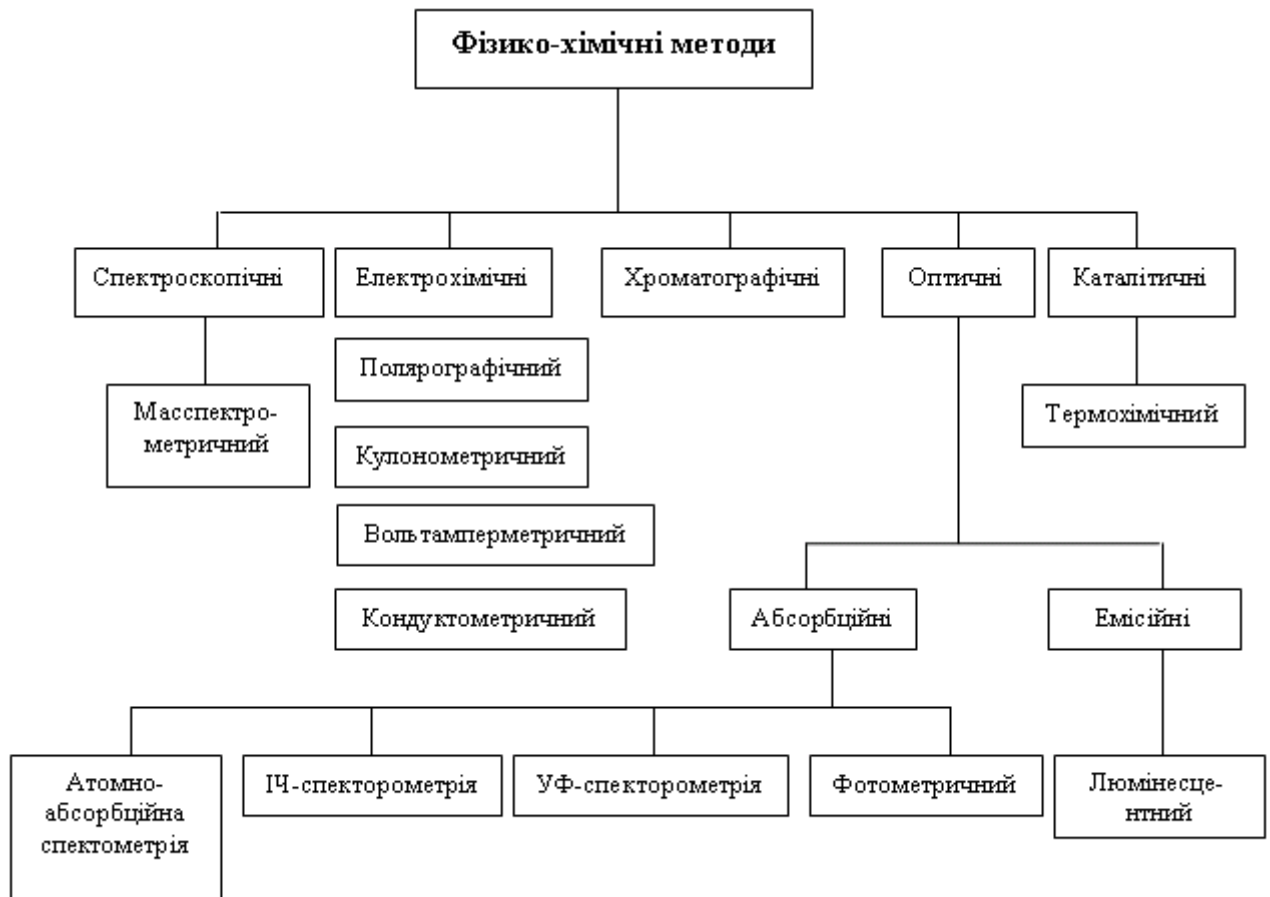 Фізико-хімічні методи
Спектроскопічні
Електрохімічні
Хроматографічні
Оптичні
Каталітичні
Полярографічний
Масспектро-
метричний
Термохімічний
Кулонометричний
Вольтамперметричний
Кондуктометричний
Абсорбційні
Емісійні
Атомно-
абсорбційна
спектометрія
ІЧ-спекторометрія
УФ-спекторометрія
Фотометричний
Люмінесце-
нтний